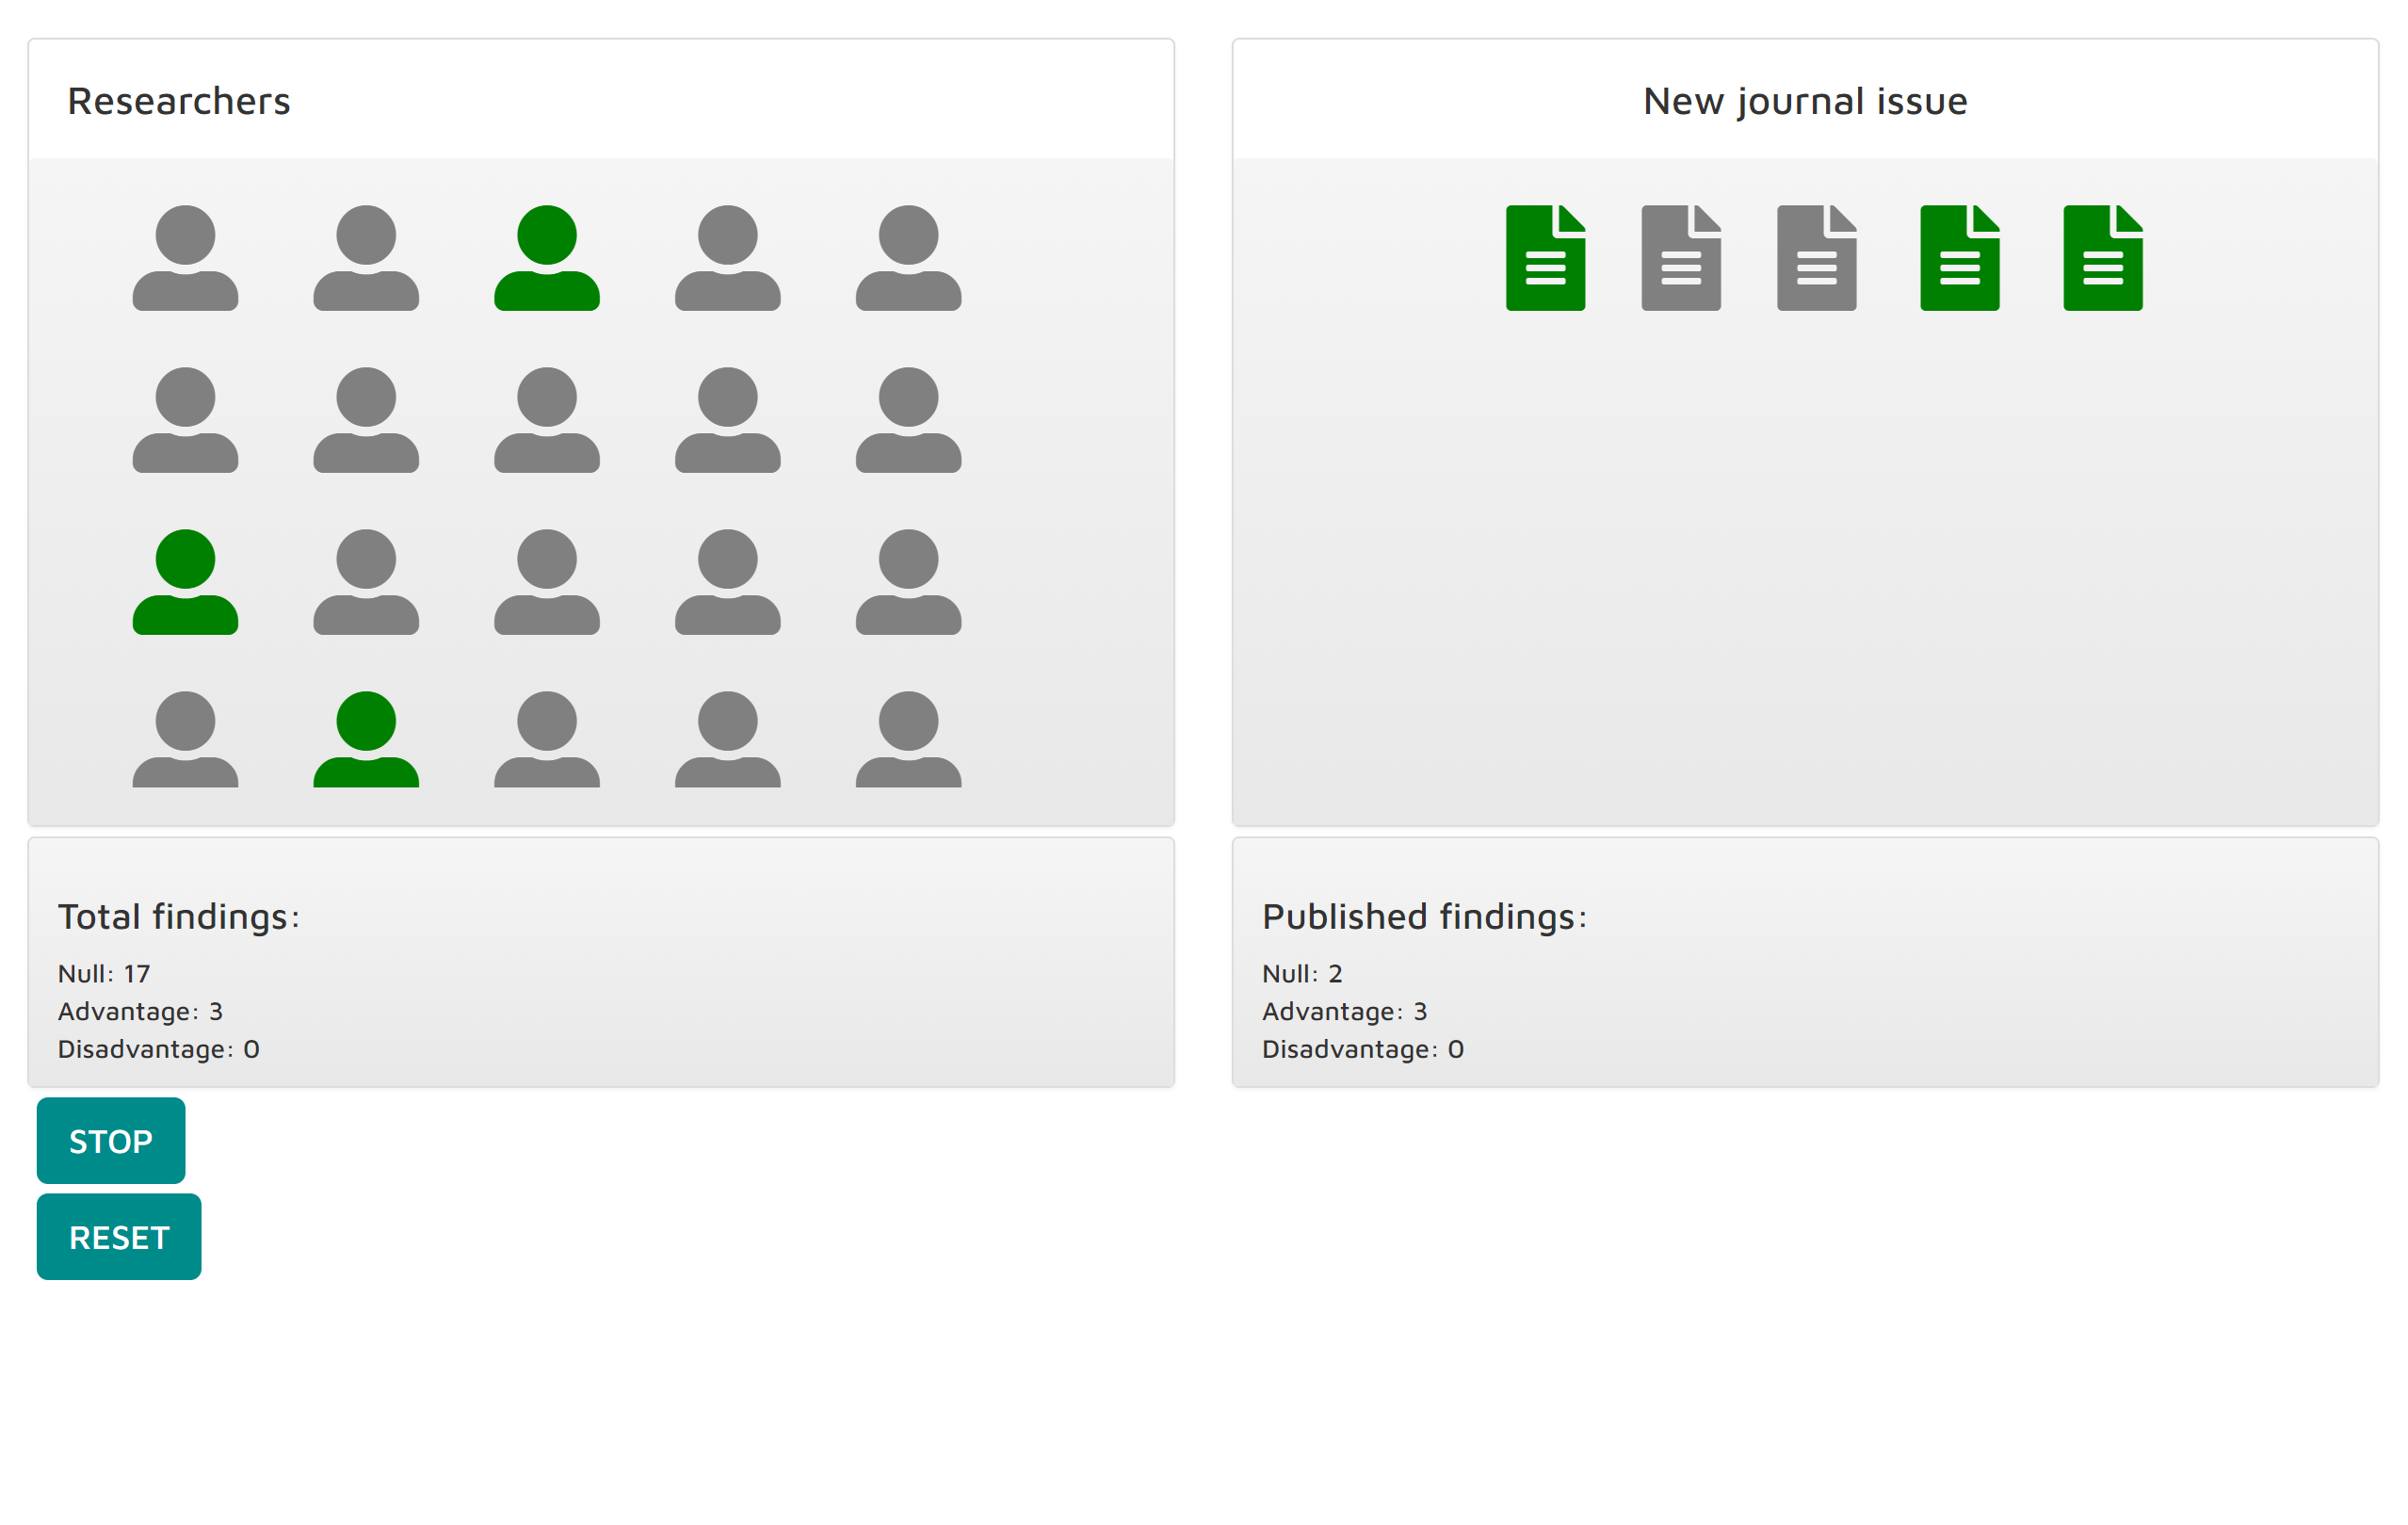 Researchers
New journal issue
Total findings:
Null: 17
Advantage: 3
Disadvantage: 0
Published findings:
Null: 2
Advantage: 3
Disadvantage: 0
STOP
RESET